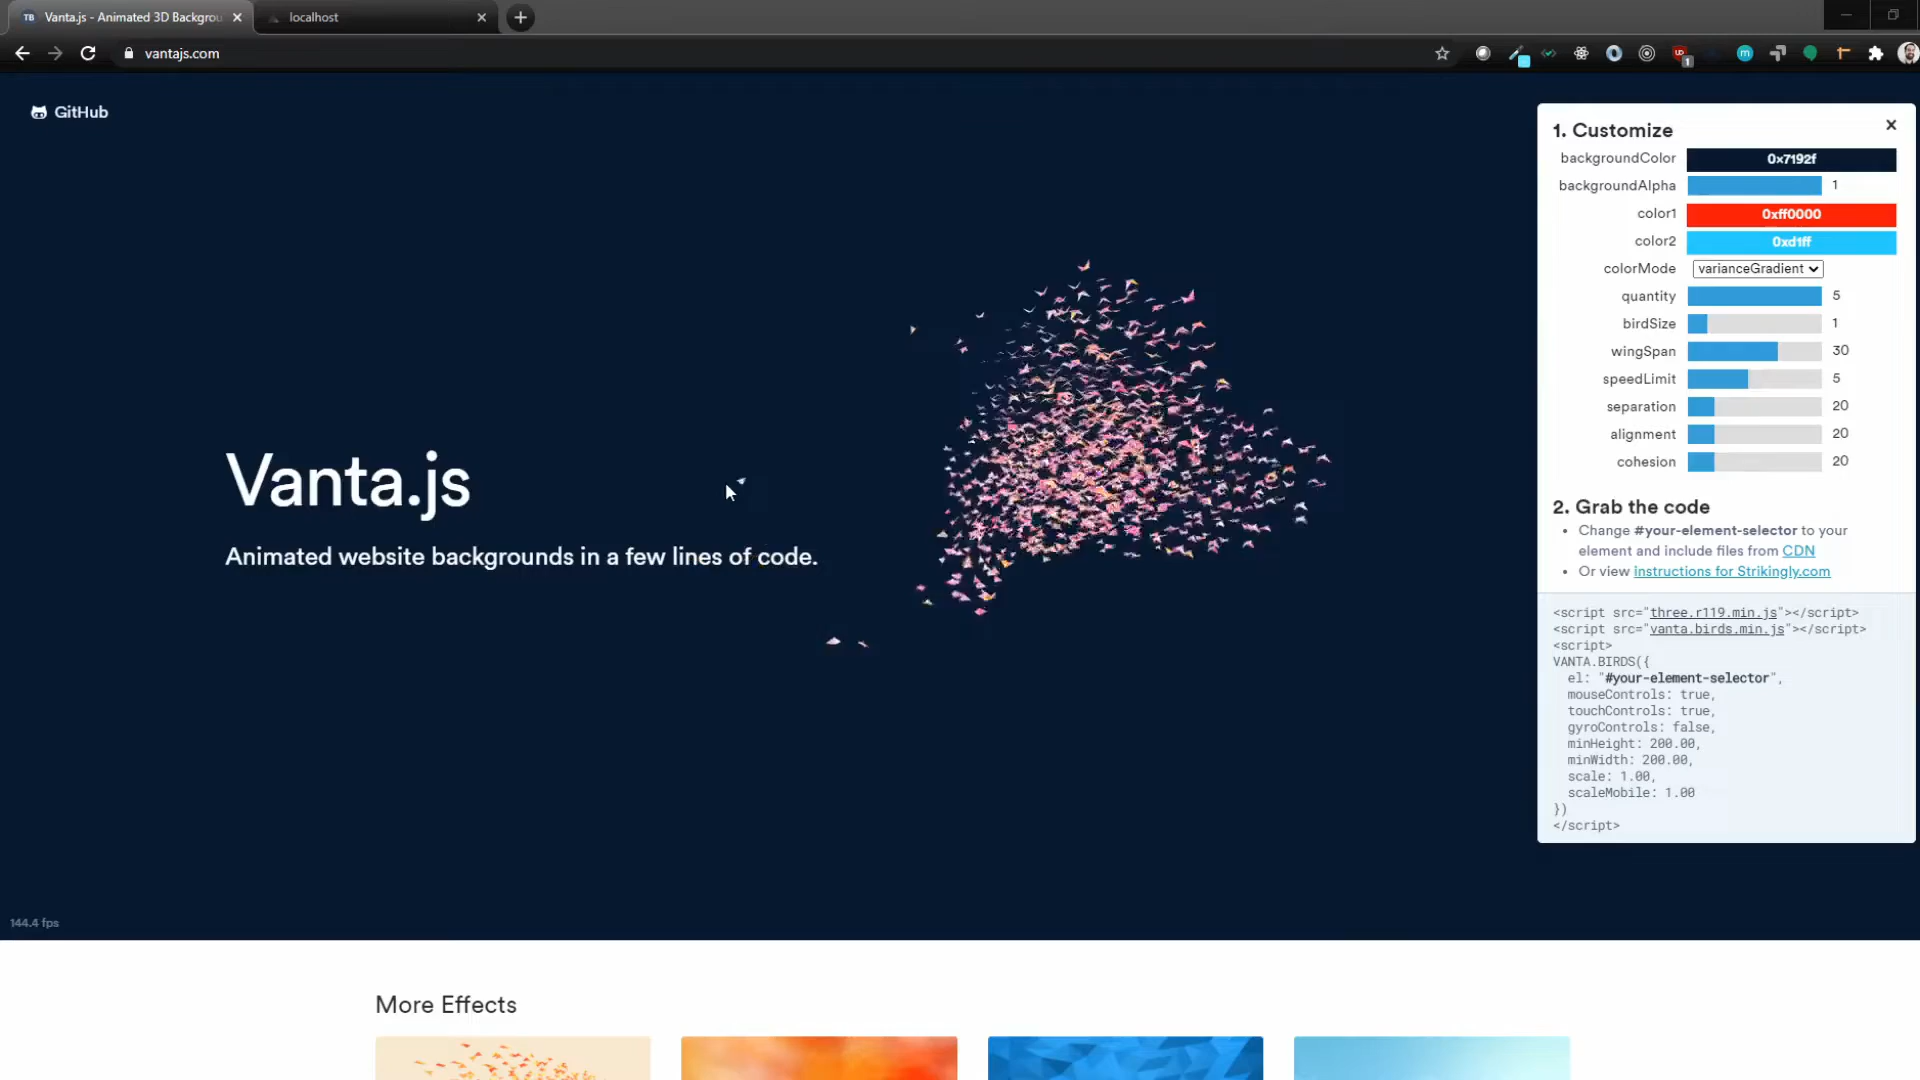 TB Vanta.js - Animated 3D Backgrou
localhost
vantajs.com
UD
1
m
GitHub
1. Customize
backgroundColor 0x7192f
backgroundAlpha 1
color1 0xff0000
color2 0xd1ff
colorMode varianceGradient
quantity 5
birdSize 1
wingSpan 30
speedLimit 5
separation 20
alignment 20
cohesion 20
Vanta.js
Animated website backgrounds in a few lines of code.
2. Grab the code
• Change #your-element-selector to your
element and include files from CDN
• Or view instructions for Strikingly.com
<script src="three.r119.min.js"></script>
<script src="vanta.birds.min.js"></script>
<script>
VANTA.BIRDS({
el: "#your-element-selector",
mouseControls: true,
touchControls: true,
gyroControls: false,
minHeight: 200.00,
minWidth: 200.00,
scale: 1.00,
scaleMobile: 1.00
})
</script>
144.4 fps
More Effects